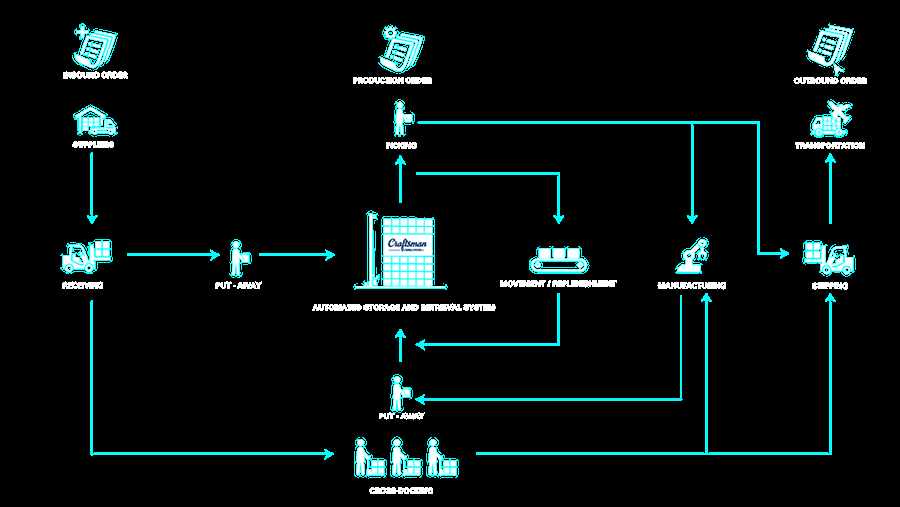 INBOUND ORDER
PRODUCTION ORDER
OUTBOUND ORDER
SUPPLIERS
PICKING
TRANSPORTATION
Craftsman
RECEIVING
PUT - AWAY
AUTOMATED STORAGE AND RETRIEVAL SYSTEM
MOVEMENT / REPLENISHMENT
MANUFACTURING
SHIPPING
PUT - AWAY
CROSS-DOCKING